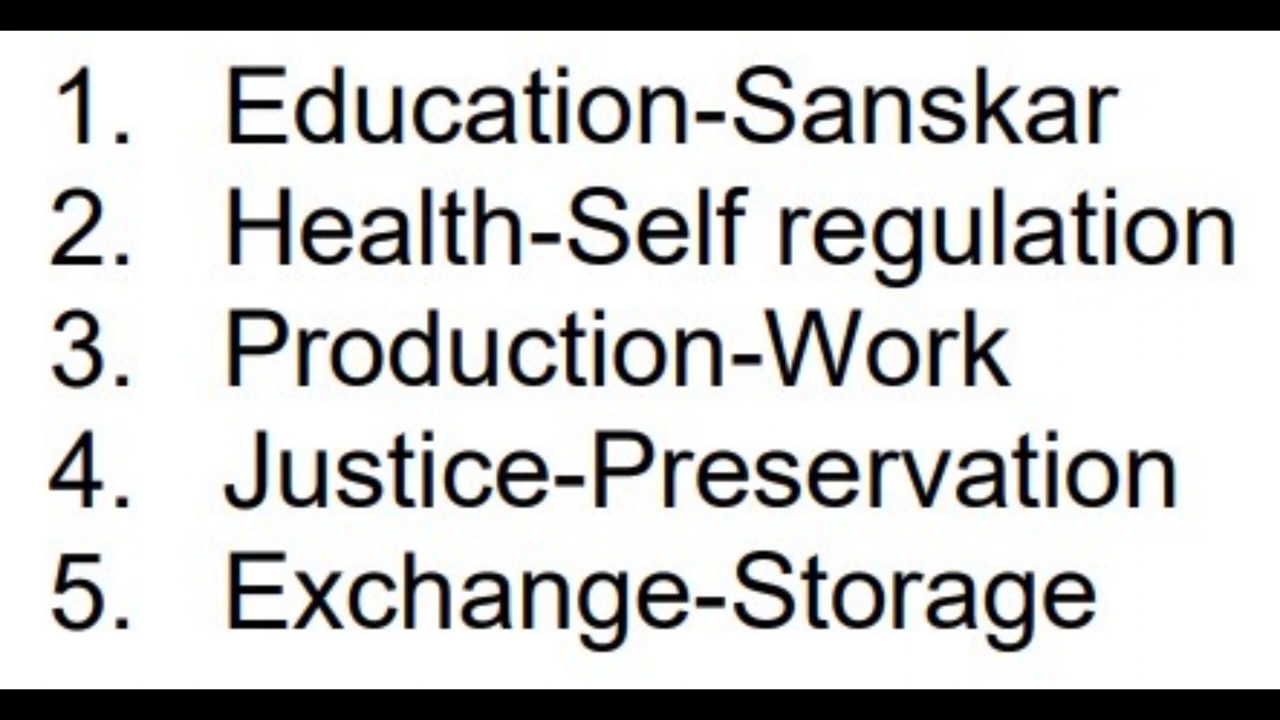 1. Education-Sanskar
2. Health-Self regulation
3. Production-Work
4. Justice-Preservation
5. Exchange-Storage